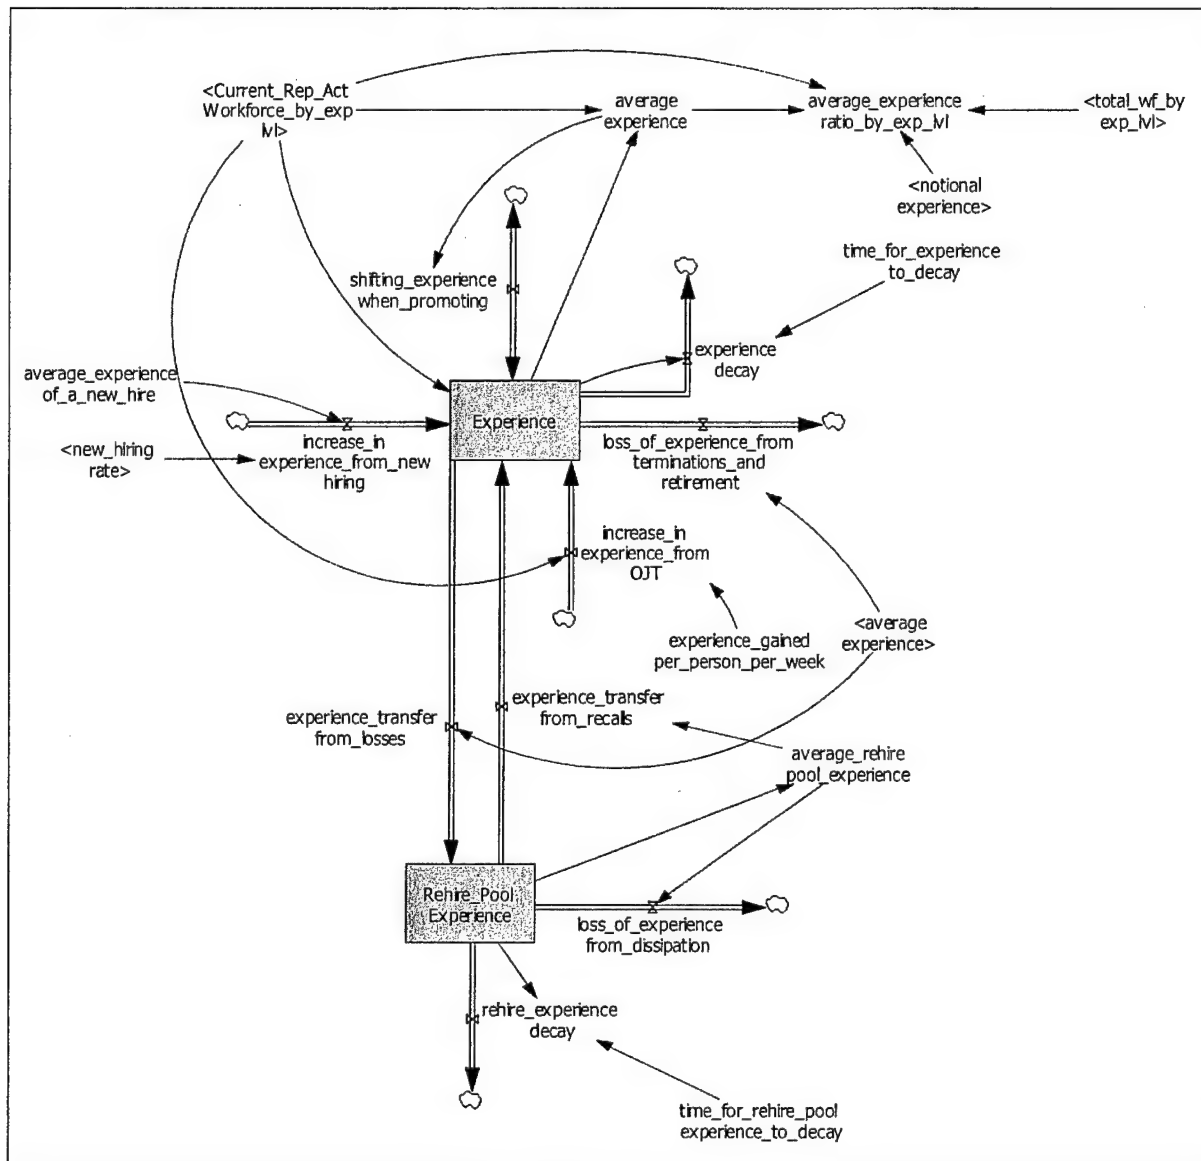 <Current_Rep_Act
Workforce_by_exp
lvl>
average
experience
average_experience
ratio_by_exp_lvl
<total_wf_by
exp_lvl>
<notional
experience>
shifting_experience
when_promoting
time_for_experience
to_decay
experience
decay
average_experience
of_a_new_hire
Experience
increase_in
experience_from_new
hiring
<new_hiring
rate>
loss_of_experience_from
terminations_and
retirement
increase_in
experience_from
OJT
experience_gained
per_person_per_week
<average
experience>
experience_transfer
from_losses
experience_transfer
from_recalls
average_rehire
pool_experience
Rehire_Pool
Experience
loss_of_experience
from_dissipation
rehire_experience
decay
time_for_rehire_pool
experience_to_decay